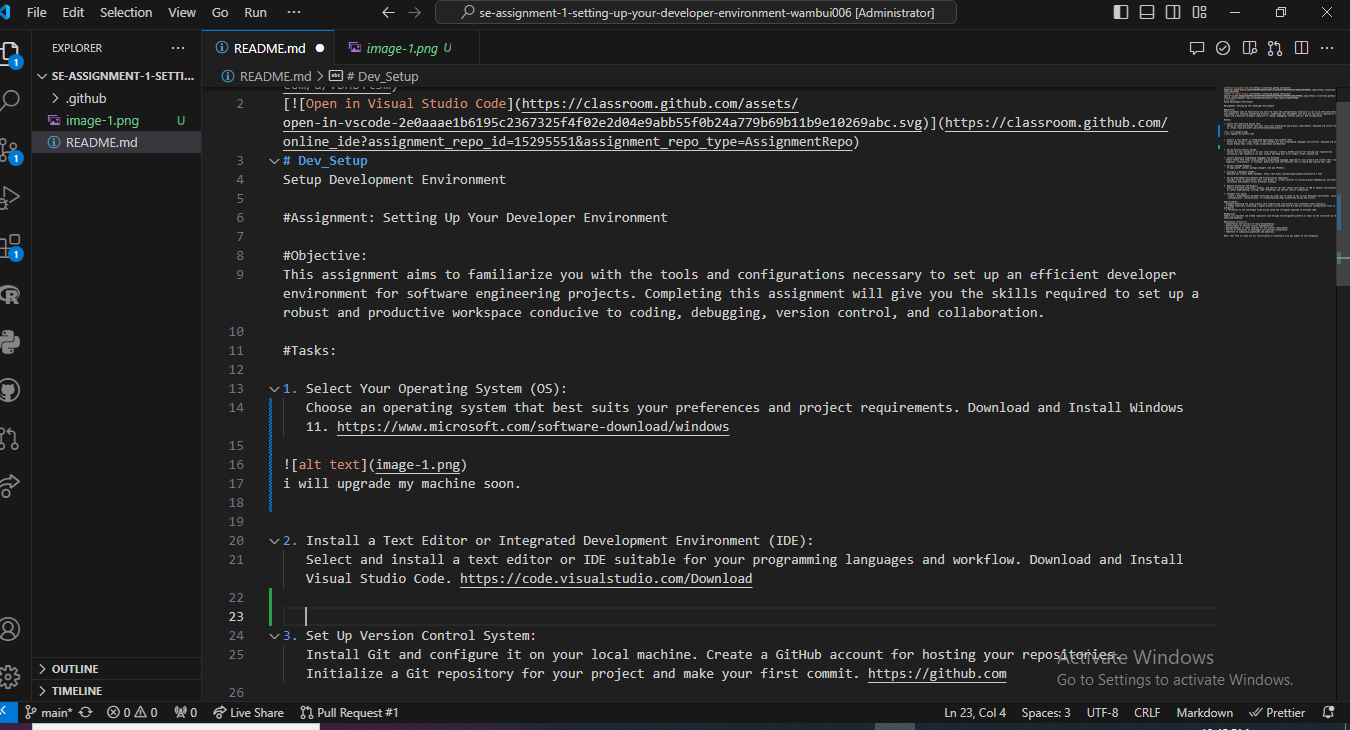 File Edit Selection View Go Run ··· se-assignment-1-setting-up-your-developer-environment-wambui006 [Administrator]
EXPLORER ···
SE-ASSIGNMENT-1-SETTI...
.github
image-1.png U
README.md
OUTLINE
TIMELINE
README.md ● image-1.png U
README.md > # Dev_Setup
2 [![Open in Visual Studio Code](https://classroom.github.com/assets/
open-in-vscode-2e0aaae1b6195c2367325f4f02e2d04e9abb55f0b24a779b69b11b9e10269abc.svg)](https://classroom.github.com/
online_ide?assignment_repo_id=15295551&assignment_repo_type=AssignmentRepo)
3 # Dev_Setup
4 Setup Development Environment
5
6 #Assignment: Setting Up Your Developer Environment
7
8 #Objective:
9 This assignment aims to familiarize you with the tools and configurations necessary to set up an efficient developer
environment for software engineering projects. Completing this assignment will give you the skills required to set up a
robust and productive workspace conducive to coding, debugging, version control, and collaboration.
10
11 #Tasks:
12
13 1. Select Your Operating System (OS):
14 Choose an operating system that best suits your preferences and project requirements. Download and Install Windows
11. https://www.microsoft.com/software-download/windows
15
16 ![alt text](image-1.png)
17 i will upgrade my machine soon.
18
19
20 2. Install a Text Editor or Integrated Development Environment (IDE):
21 Select and install a text editor or IDE suitable for your programming languages and workflow. Download and Install
Visual Studio Code. https://code.visualstudio.com/Download
22
23
24 3. Set Up Version Control System:
25 Install Git and configure it on your local machine. Create a GitHub account for hosting your repositories.
Initialize a Git repository for your project and make your first commit. https://github.com
26
Activate Windows
Go to Settings to activate Windows.
main* 0 0 0 Live Share Pull Request #1 Ln 23, Col 4 Spaces: 3 UTF-8 CRLF Markdown Prettier